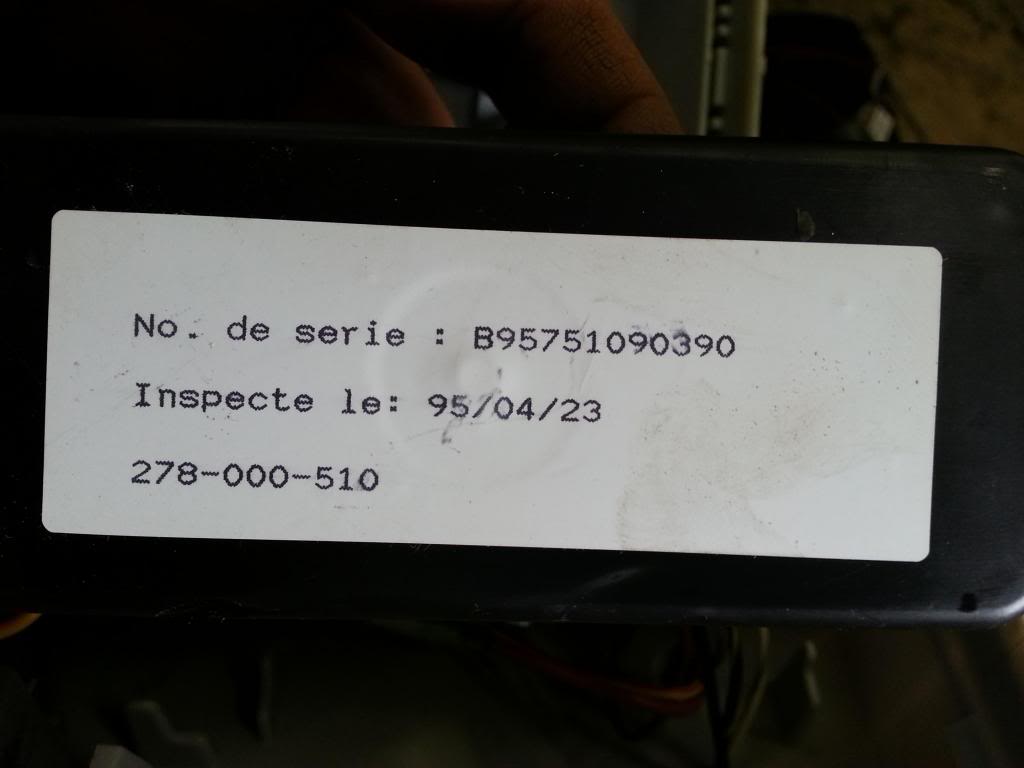 No. de serie : B95751090390
Inspecte le: 95/04/23
278-000-510